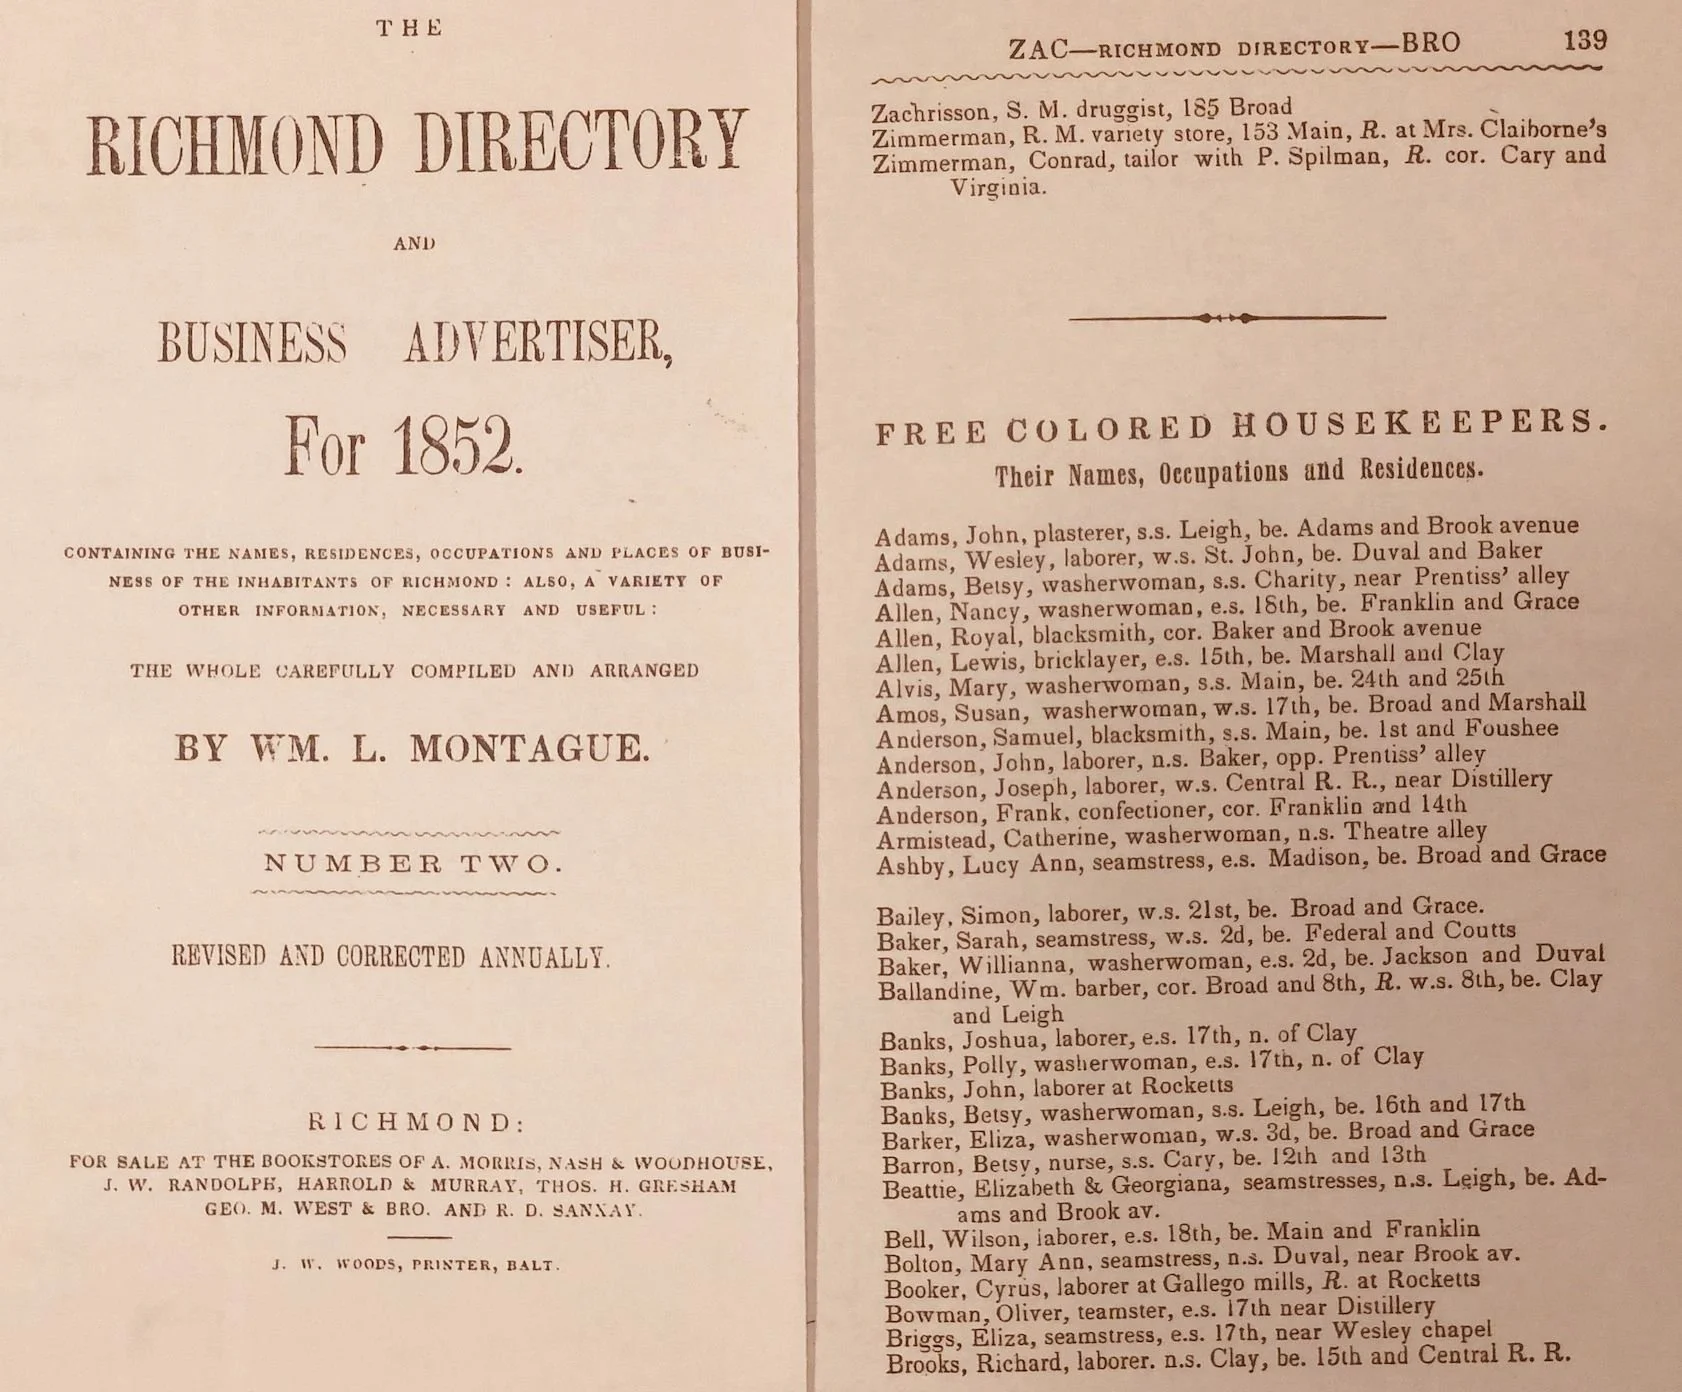 THE
RICHMOND DIRECTORY
AND
BUSINESS ADVERTISER,
For 1852.
CONTAINING THE NAMES, RESIDENCES, OCCUPATIONS AND PLACES OF BUSI-
NESS OF THE INHABITANTS OF RICHMOND : ALSO, A VARIETY OF
OTHER INFORMATION, NECESSARY AND USEFUL :
THE WHOLE CAREFULLY COMPILED AND ARRANGED
BY WM. L. MONTAGUE.
NUMBER TWO.
REVISED AND CORRECTED ANNUALLY.
RICHMOND:
FOR SALE AT THE BOOKSTORES OF A. MORRIS, NASH & WOODHOUSE,
J. W. RANDOLPH, HARROLD & MURRAY, THOS. H. GRESHAM
GEO. M. WEST & BRO. AND R. D. SANXAY.
J. W. WOODS, PRINTER, BALT.
ZAC—RICHMOND DIRECTORY—BRO 139
Zachrisson, S. M. druggist, 185 Broad
Zimmerman, R. M. variety store, 153 Main, R. at Mrs. Claiborne's
Zimmerman, Conrad, tailor with P. Spilman, R. cor. Cary and
Virginia.
FREE COLORED HOUSEKEEPERS.
Their Names, Occupations and Residences.
Adams, John, plasterer, s.s. Leigh, be. Adams and Brook avenue
Adams, Wesley, laborer, w.s. St. John, be. Duval and Baker
Adams, Betsy, washerwoman, s.s. Charity, near Prentiss' alley
Allen, Nancy, washerwoman, e.s. 18th, be. Franklin and Grace
Allen, Royal, blacksmith, cor. Baker and Brook avenue
Allen, Lewis, bricklayer, e.s. 15th, be. Marshall and Clay
Alvis, Mary, washerwoman, s.s. Main, be. 24th and 25th
Amos, Susan, washerwoman, w.s. 17th, be. Broad and Marshall
Anderson, Samuel, blacksmith, s.s. Main, be. 1st and Foushee
Anderson, John, laborer, n.s. Baker, opp. Prentiss' alley
Anderson, Joseph, laborer, w.s. Central R. R., near Distillery
Anderson, Frank, confectioner, cor. Franklin and 14th
Armistead, Catherine, washerwoman, n.s. Theatre alley
Ashby, Lucy Ann, seamstress, e.s. Madison, be. Broad and Grace
Bailey, Simon, laborer, w.s. 21st, be. Broad and Grace.
Baker, Sarah, seamstress, w.s. 2d, be. Federal and Coutts
Baker, Willianna, washerwoman, e.s. 2d, be. Jackson and Duval
Ballandine, Wm. barber, cor. Broad and 8th, R. w.s. 8th, be. Clay
and Leigh
Banks, Joshua, laborer, e.s. 17th, n. of Clay
Banks, Polly, washerwoman, e.s. 17th, n. of Clay
Banks, John, laborer at Rocketts
Banks, Betsy, washerwoman, s.s. Leigh, be. 16th and 17th
Barker, Eliza, washerwoman, w.s. 3d, be. Broad and Grace
Barron, Betsy, nurse, s.s. Cary, be. 12th and 13th
Beattie, Elizabeth & Georgiana, seamstresses, n.s. Leigh, be. Ad-
ams and Brook av.
Bell, Wilson, laborer, e.s. 18th, be. Main and Franklin
Bolton, Mary Ann, seamstress, n.s. Duval, near Brook av.
Booker, Cyrus, laborer at Gallego mills, R. at Rocketts
Bowman, Oliver, teamster, e.s. 17th near Distillery
Briggs, Eliza, seamstress, e.s. 17th, near Wesley chapel
Brooks, Richard, laborer. n.s. Clay, be. 15th and Central R. R.